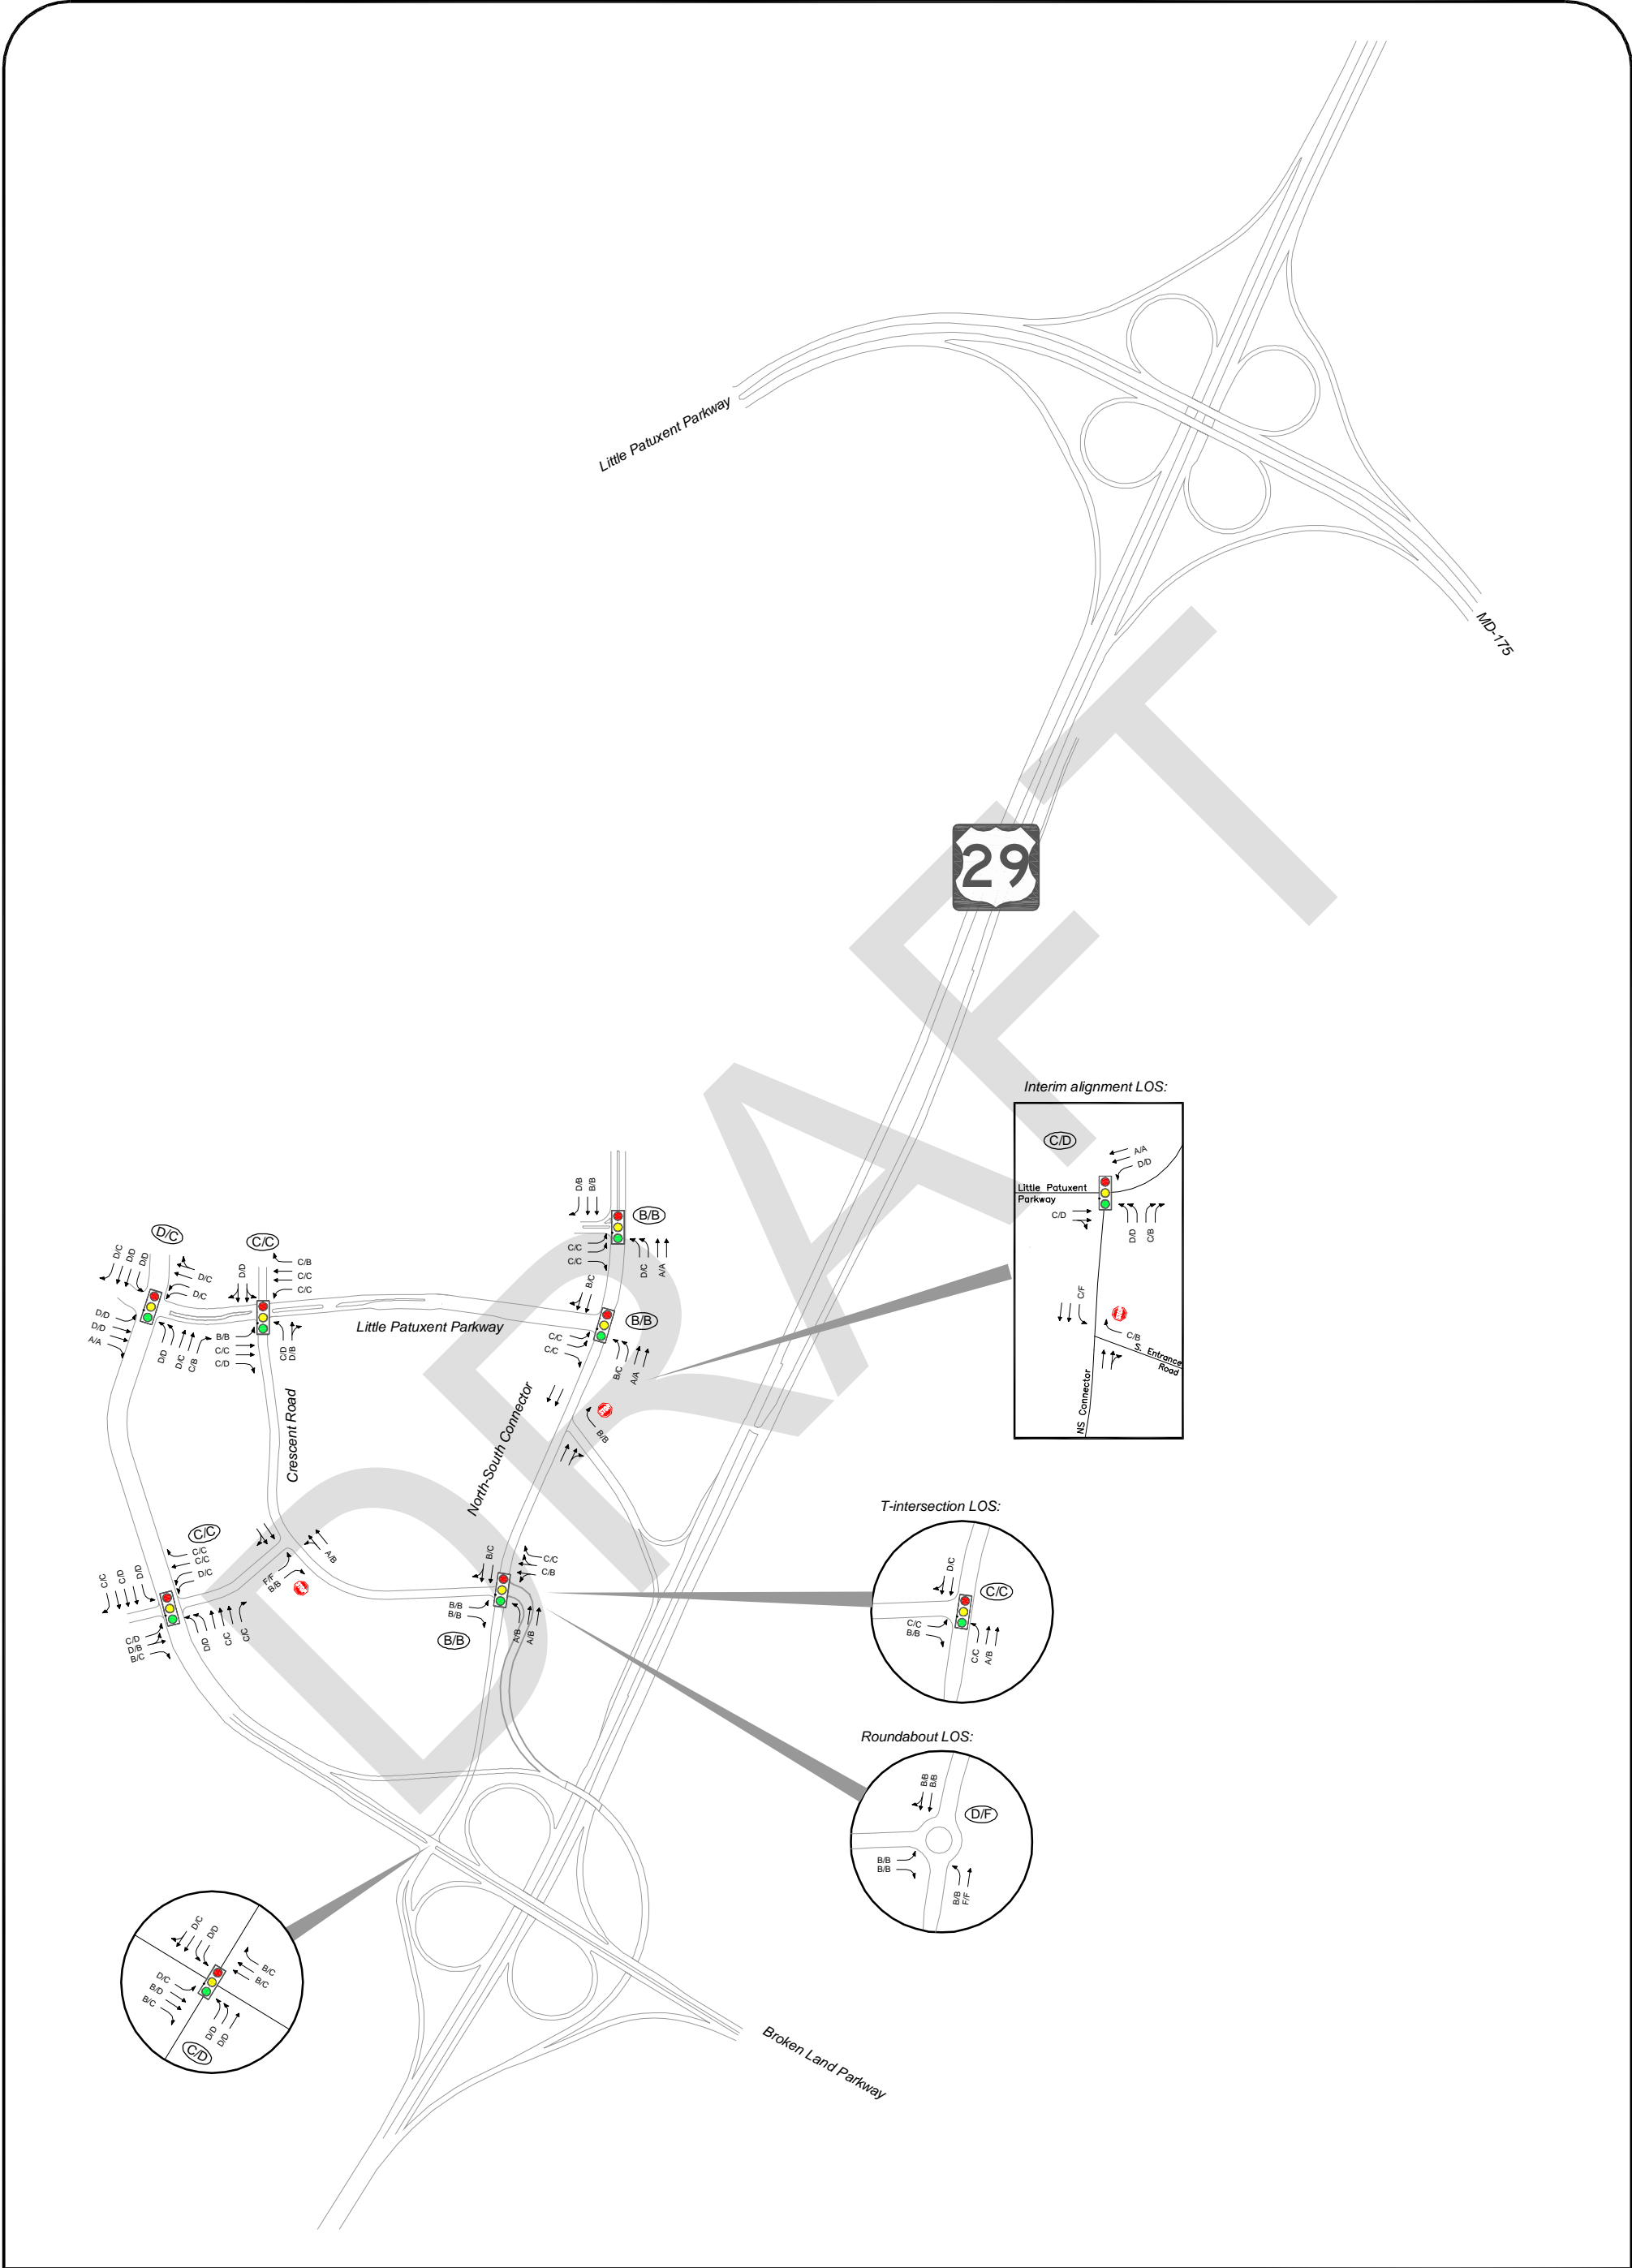 Little Patuxent Parkway
MD-175
29
DRAFT
Interim alignment LOS:
C/D
A/A
D/D
Little Patuxent
Parkway
C/D
D/D
C/B
C/F
C/B
S. Entrance
Road
NS Connector
D/B
B/B
B/B
C/C
C/C
D/C
A/A
B/C
B/B
C/C
C/C
B/C
A/A
D/C
D/C
D/D
D/D
D/C
D/C
D/D
D/D
A/A
D/D
D/C
C/B
C/C
D/D
C/B
C/C
C/C
B/B
C/C
C/D
C/D
D/B
Little Patuxent Parkway
Crescent Road
North-South Connector
B/B
T-intersection LOS:
D/C
C/C
C/C
B/B
C/C
A/B
C/C
C/C
C/D
D/D
D/D
C/C
C/C
D/C
C/D
D/B
B/C
D/D
C/C
C/C
A/B
F/F
B/B
B/C
C/C
C/B
B/B
B/B
B/B
A/B
A/B
Roundabout LOS:
B/B
B/B
D/F
B/B
B/B
B/B
F/F
D/C
D/D
B/C
B/C
D/C
B/D
B/C
D/D
D/D
C/D
Broken Land Parkway